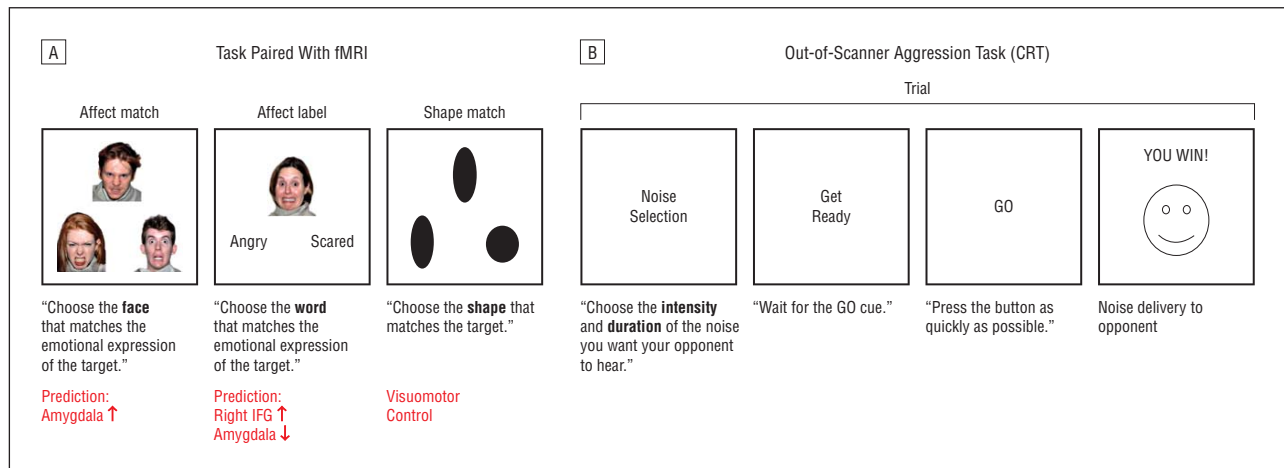 A
Task Paired With fMRI
Affect match
Affect label
Shape match
Angry
Scared
“Choose the face
that matches the
emotional expression
of the target.”
“Choose the word
that matches the
emotional expression
of the target.”
“Choose the shape that
matches the target.”
Prediction:
Amygdala ↑
Prediction:
Right IFG ↑
Amygdala ↓
Visuomotor
Control
B
Out-of-Scanner Aggression Task (CRT)
Trial
Noise
Selection
Get
Ready
GO
YOU WIN!
“Choose the intensity
and duration of the noise
you want your opponent
to hear.”
“Wait for the GO cue.”
“Press the button as
quickly as possible.”
Noise delivery to
opponent